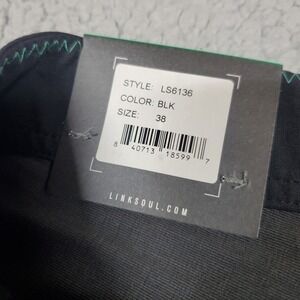 STYLE: LS6136
COLOR: BLK
SIZE: 38
8 40713 18599 7
LINKSOUL.COM